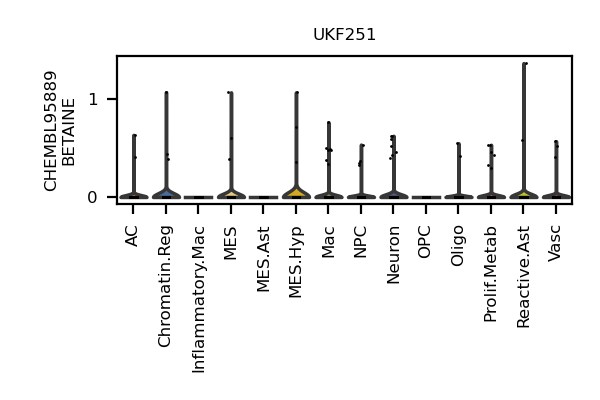 UKF251
CHEMBL95889
BETAINE
1
0
AC
Chromatin.Reg
Inflammatory.Mac
MES
MES.Ast
MES.Hyp
Mac
NPC
Neuron
OPC
Oligo
Prolif.Metab
Reactive.Ast
Vasc